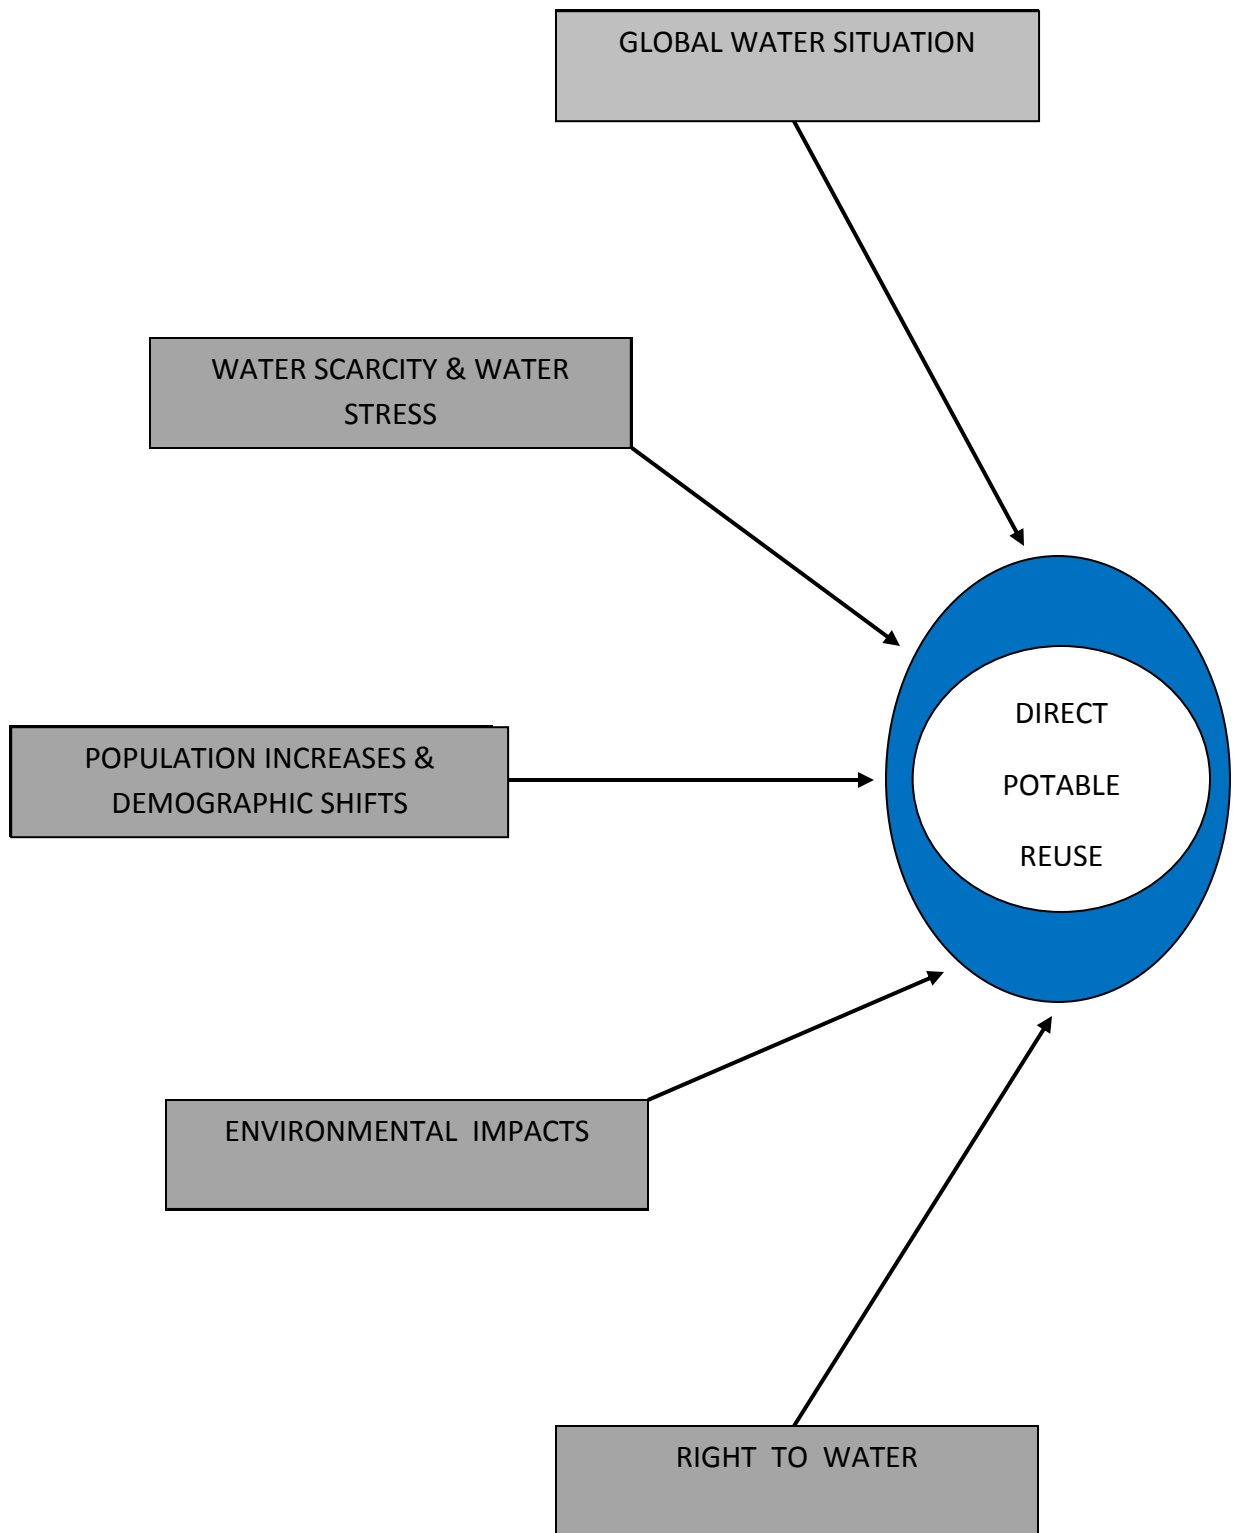 GLOBAL WATER SITUATION
WATER SCARCITY & WATER
STRESS
POPULATION INCREASES &
DEMOGRAPHIC SHIFTS
DIRECT
POTABLE
REUSE
ENVIRONMENTAL IMPACTS
RIGHT TO WATER